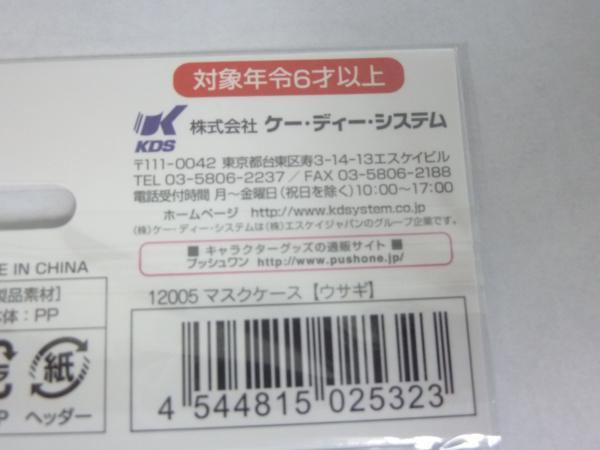 対象年令6才以上
KDS 株式会社 ケー・ディー・システム
〒111-0042 東京都台東区寿3-14-13エスケイビル
TEL 03-5806-2237／FAX 03-5806-2188
電話受付時間 月～金曜日(祝日を除く)10:00～17:00
ホームページ http://www.kdsystem.co.jp
(株)ケー・ディー・システムは(株)エスケイジャパンのグループ企業です。
■ キャラクターグッズの通販サイト ■
プッシュワン http://www.pushone.jp/
E IN CHINA
製品素材]
体：PP
P
紙
ヘッダー
12005 マスクケース【ウサギ】
4 544815 025323